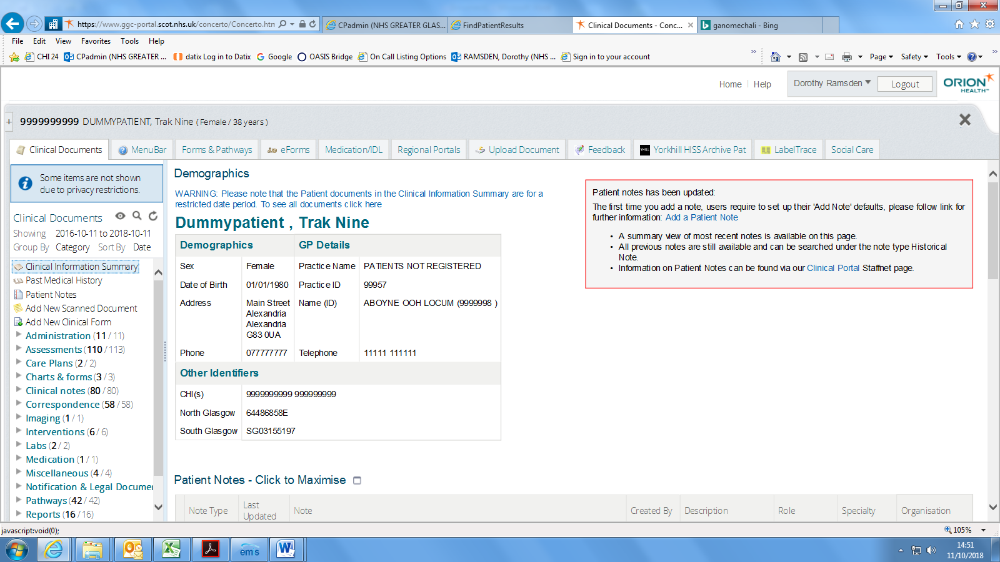 https://www.ggc-portal.scot.nhs.uk/concerto/Concerto.htm
CPadmin (NHS GREATER GLAS...
FindPatientResults
Clinical Documents - Conc...
ganomechali - Bing
File Edit View Favorites Tools Help
CHI 24 CPadmin (NHS GREATER ... datix Log in to Datix Google OASIS Bridge On Call Listing Options RAMSDEN, Dorothy (NHS ... Sign in to your account
Page Safety Tools
Home Help Dorothy Ramsden Logout ORION HEALTH™
+ 9999999999 DUMMYPATIENT, Trak Nine ( Female / 38 years )
Clinical Documents MenuBar Forms & Pathways eForms Medication/IDL Regional Portals Upload Document Feedback Yorkhill HISS Archive Pat LabelTrace Social Care
Some items are not shown
due to privacy restrictions.
Clinical Documents
Showing 2016-10-11 to 2018-10-11
Group By Category Sort By Date
Clinical Information Summary
Past Medical History
Patient Notes
Add New Scanned Document
Add New Clinical Form
Administration (11 / 11)
Assessments (110 / 113)
Care Plans (2 / 2)
Charts & forms (3 / 3)
Clinical notes (80 / 80)
Correspondence (58 / 58)
Imaging (1 / 1)
Interventions (6 / 6)
Labs (2 / 2)
Medication (1 / 1)
Miscellaneous (4 / 4)
Notification & Legal Documer
Pathways (42 / 42)
Reports (16 / 16)
Demographics
WARNING: Please note that the Patient documents in the Clinical Information Summary are for a
restricted date period. To see all documents click here
Dummypatient , Trak Nine
Demographics GP Details
Sex Female Practice Name PATIENTS NOT REGISTERED
Date of Birth 01/01/1980 Practice ID 99957
Address Main Street Name (ID) ABOYNE OOH LOCUM (9999998 )
Alexandria
Alexandria
G83 0UA
Phone 077777777 Telephone 11111 111111
Other Identifiers
CHI(s) 9999999999 999999999
North Glasgow 64486858E
South Glasgow SG03155197
Patient notes has been updated:
The first time you add a note, users require to set up their 'Add Note' defaults, please follow link for
further information: Add a Patient Note
• A summary view of most recent notes is available on this page.
• All previous notes are still available and can be searched under the note type Historical
Note.
• Information on Patient Notes can be found via our Clinical Portal Staffnet page.
Patient Notes - Click to Maximise
Note Type Last Updated Note Created By Description Role Specialty Organisation
javascript:void(0);
105%
ems
14:51
11/10/2018